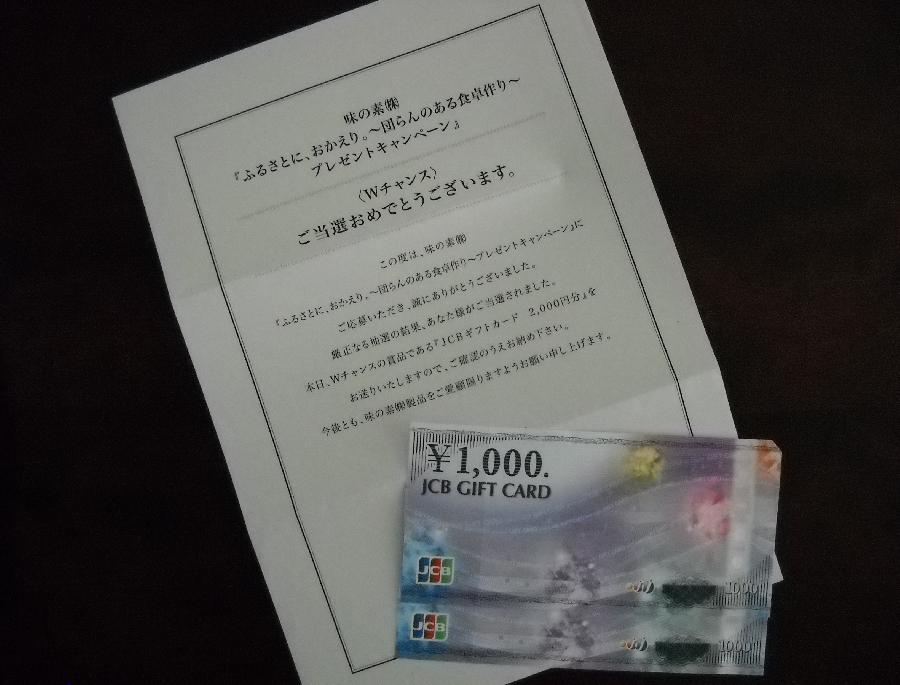 味の素㈱
『ふるさとに、おかえり。～団らんのある食卓作り～
プレゼントキャンペーン』
〈Wチャンス〉
ご当選おめでとうございます。
この度は、味の素㈱
『ふるさとに、おかえり。～団らんのある食卓作り～プレゼントキャンペーン』に
ご応募いただき、誠にありがとうございました。
厳正なる抽選の結果、あなた様がご当選されました。
本日、Wチャンスの賞品である『JCBギフトカード 2,000円分』を
お送りいたしますので、ご確認のうえお納め下さい。
今後とも、味の素㈱製品をご愛顧賜りますようお願い申し上げます。
¥1,000.
JCB GIFT CARD
JCB
1000
JCB
1000